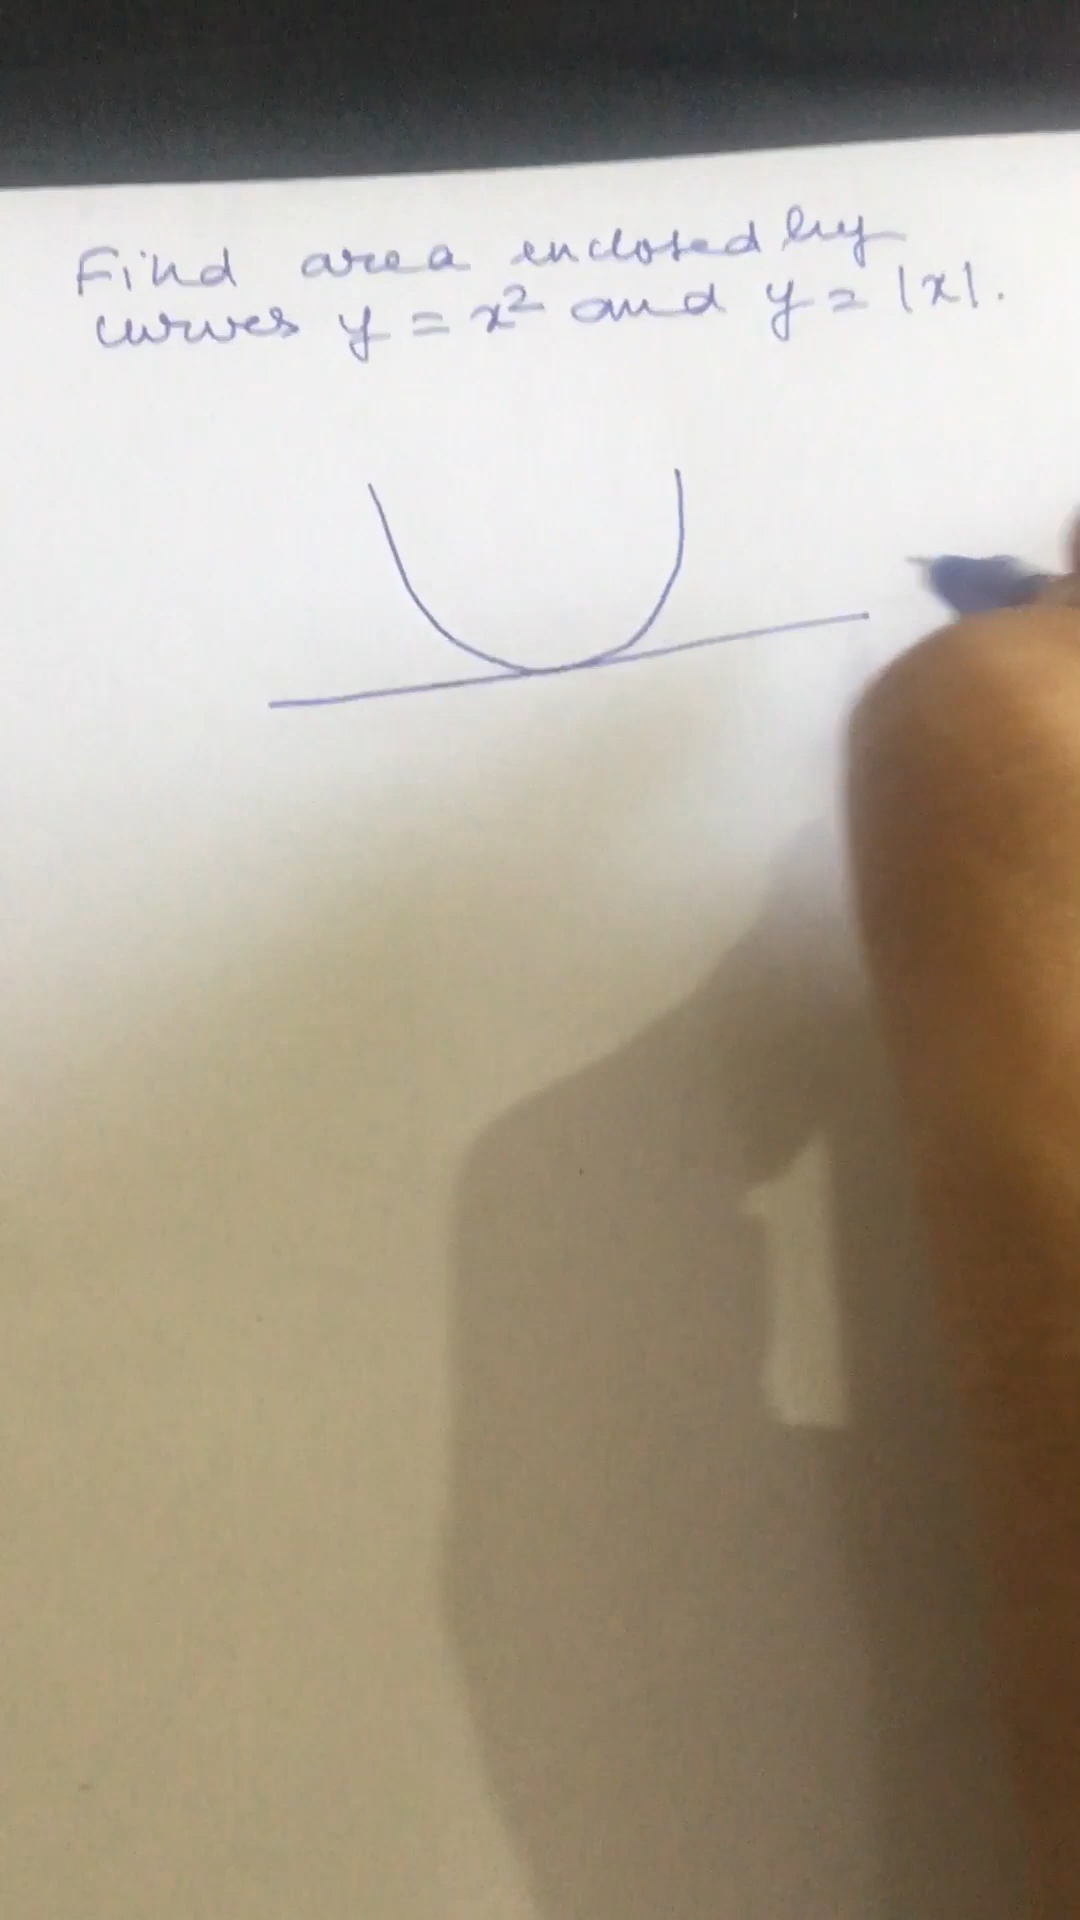 Find area enclosed by
curves y = x² and y = |x|.